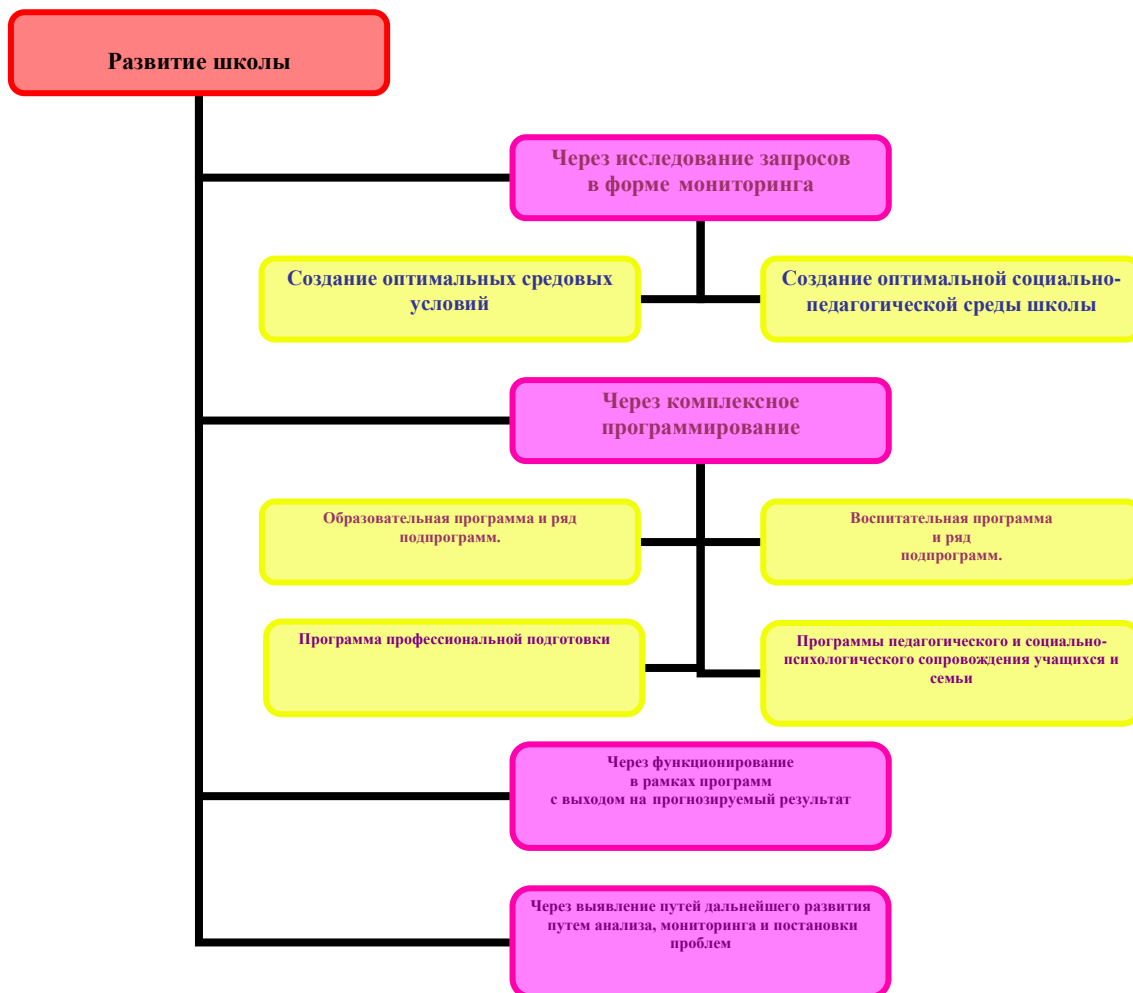 Развитие школы
Через исследование запросов
в форме мониторинга
Создание оптимальных средовых
условий
Создание оптимальной социально-
педагогической среды школы
Через комплексное
программирование
Образовательная программа и ряд
подпрограмм.
Воспитательная программа
и ряд
подпрограмм.
Программа профессиональной подготовки
Программы педагогического и социально-
психологического сопровождения учащихся и
семьи
Через функционирование
в рамках программ
с выходом на прогнозируемый результат
Через выявление путей дальнейшего развития
путем анализа, мониторинга и постановки
проблем